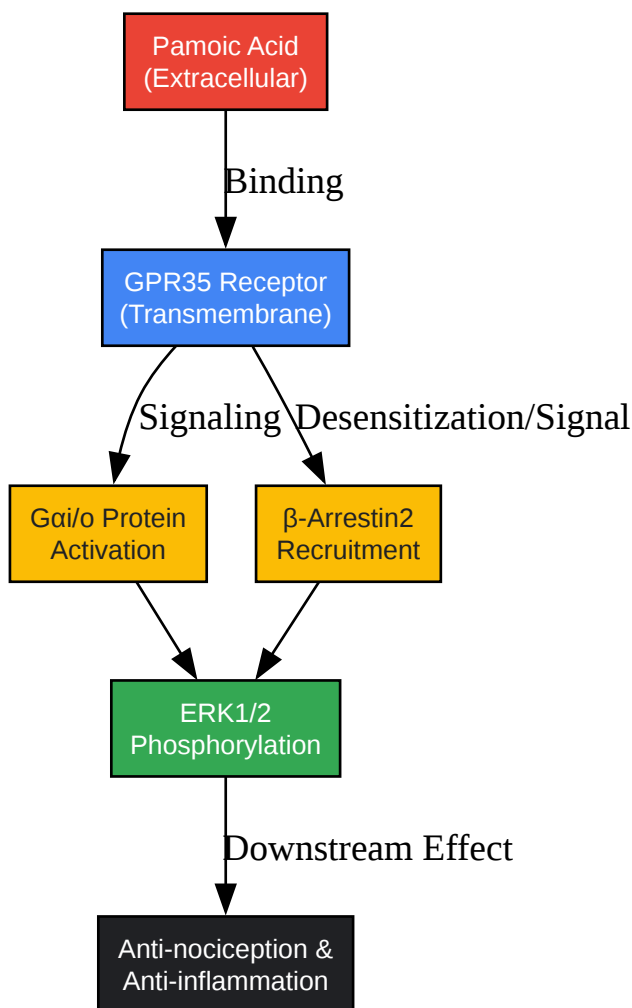 Pamoic Acid
(Extracellular)
Binding
GPR35 Receptor
(Transmembrane)
Signaling
Desensitization/Signal
Gαi/o Protein
Activation
β-Arrestin2
Recruitment
ERK1/2
Phosphorylation
Downstream Effect
Anti-nociception &
Anti-inflammation